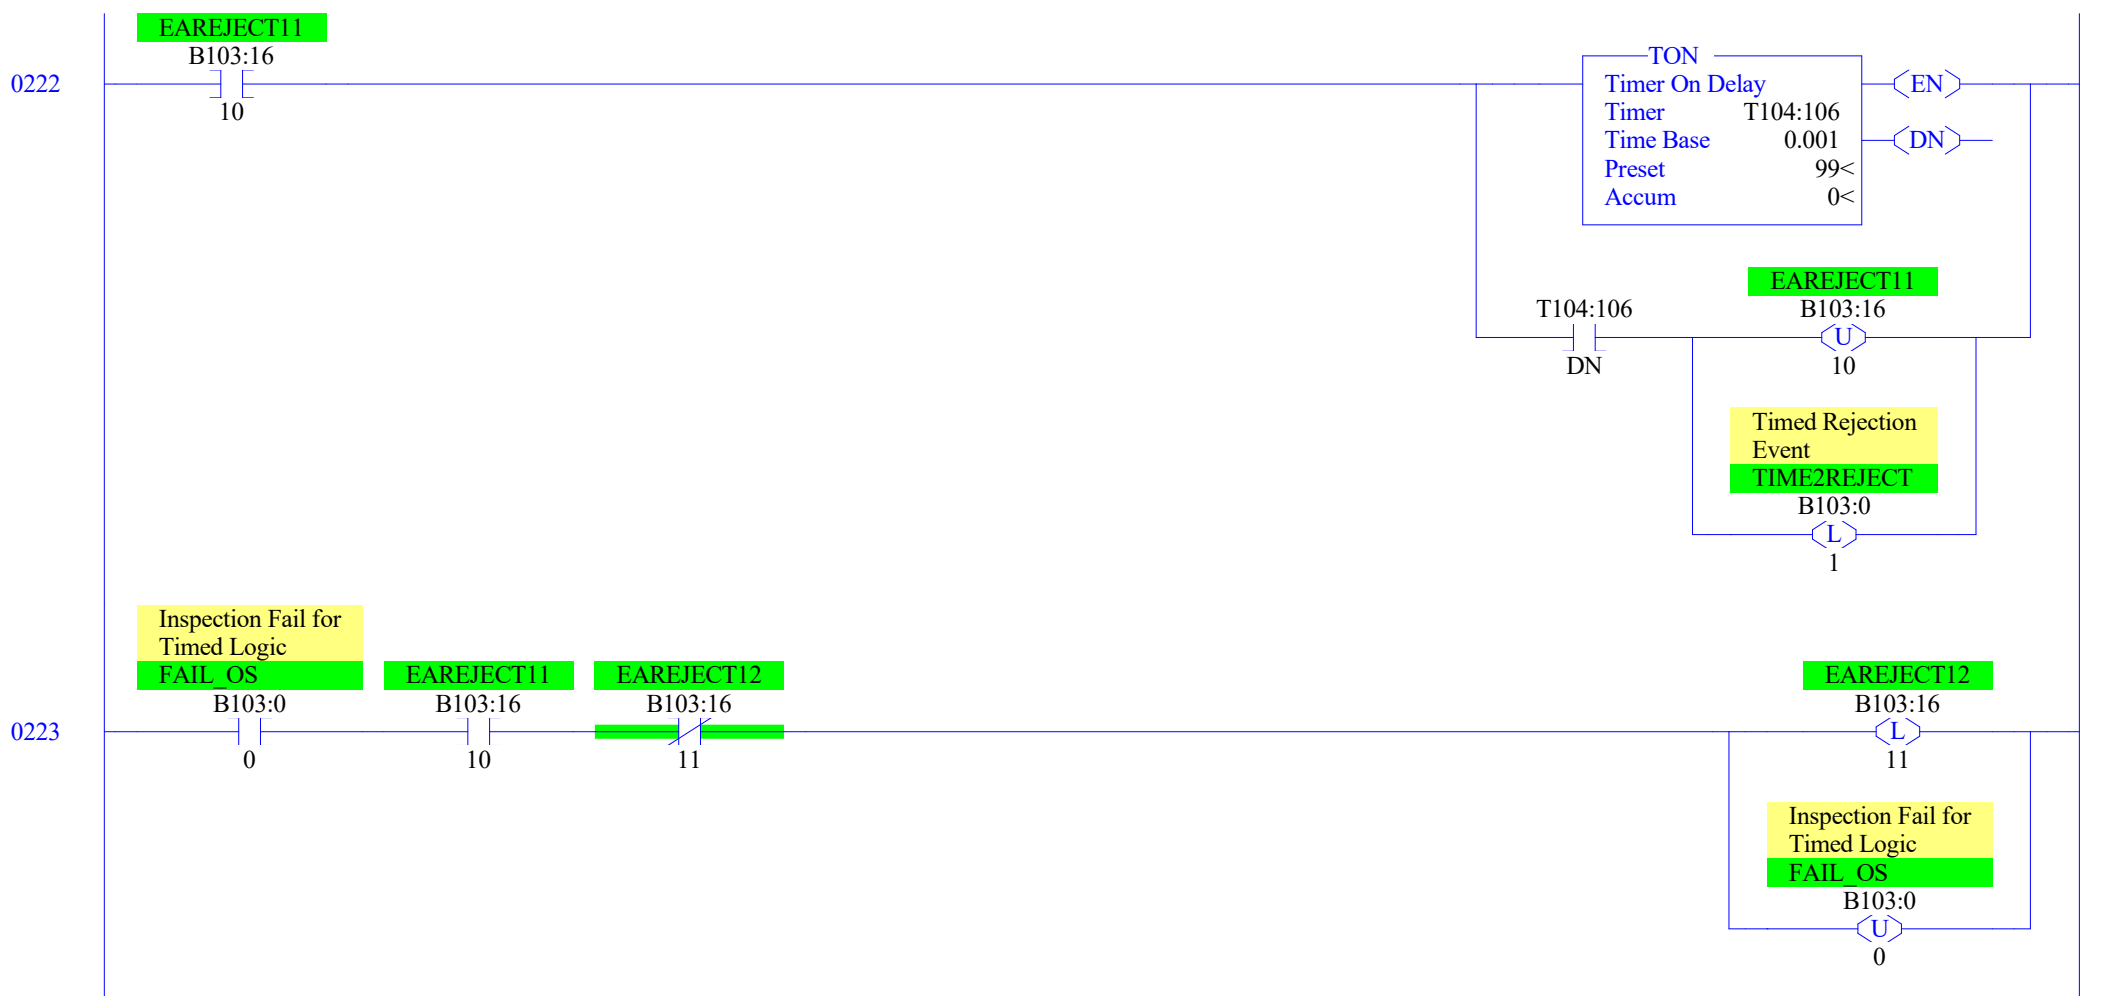 EAREJECT11
B103:16
0222
10
TON
Timer On Delay
Timer T104:106
Time Base 0.001
Preset 99<
Accum 0<
EN
DN
T104:106
DN
EAREJECT11
B103:16
U
10
Timed Rejection
Event
TIME2REJECT
B103:0
L
1
0223
Inspection Fail for
Timed Logic
FAIL_OS
B103:0
0
EAREJECT11
B103:16
10
EAREJECT12
B103:16
11
EAREJECT12
B103:16
L
11
Inspection Fail for
Timed Logic
FAIL_OS
B103:0
U
0